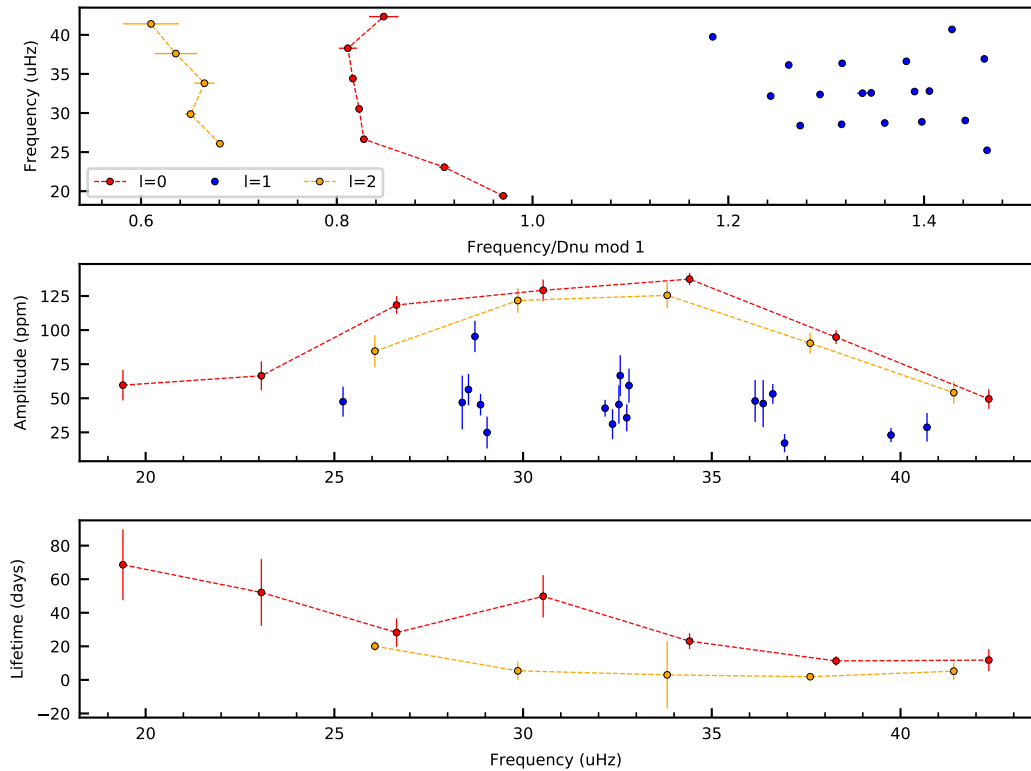 40
35
30
25
20
Frequency (uHz)
l=0 l=1 l=2
0.6 0.8 1.0 1.2 1.4
Frequency/Dnu mod 1
125
100
75
50
25
Amplitude (ppm)
20 25 30 35 40
80
60
40
20
0
−20
Lifetime (days)
20 25 30 35 40
Frequency (uHz)